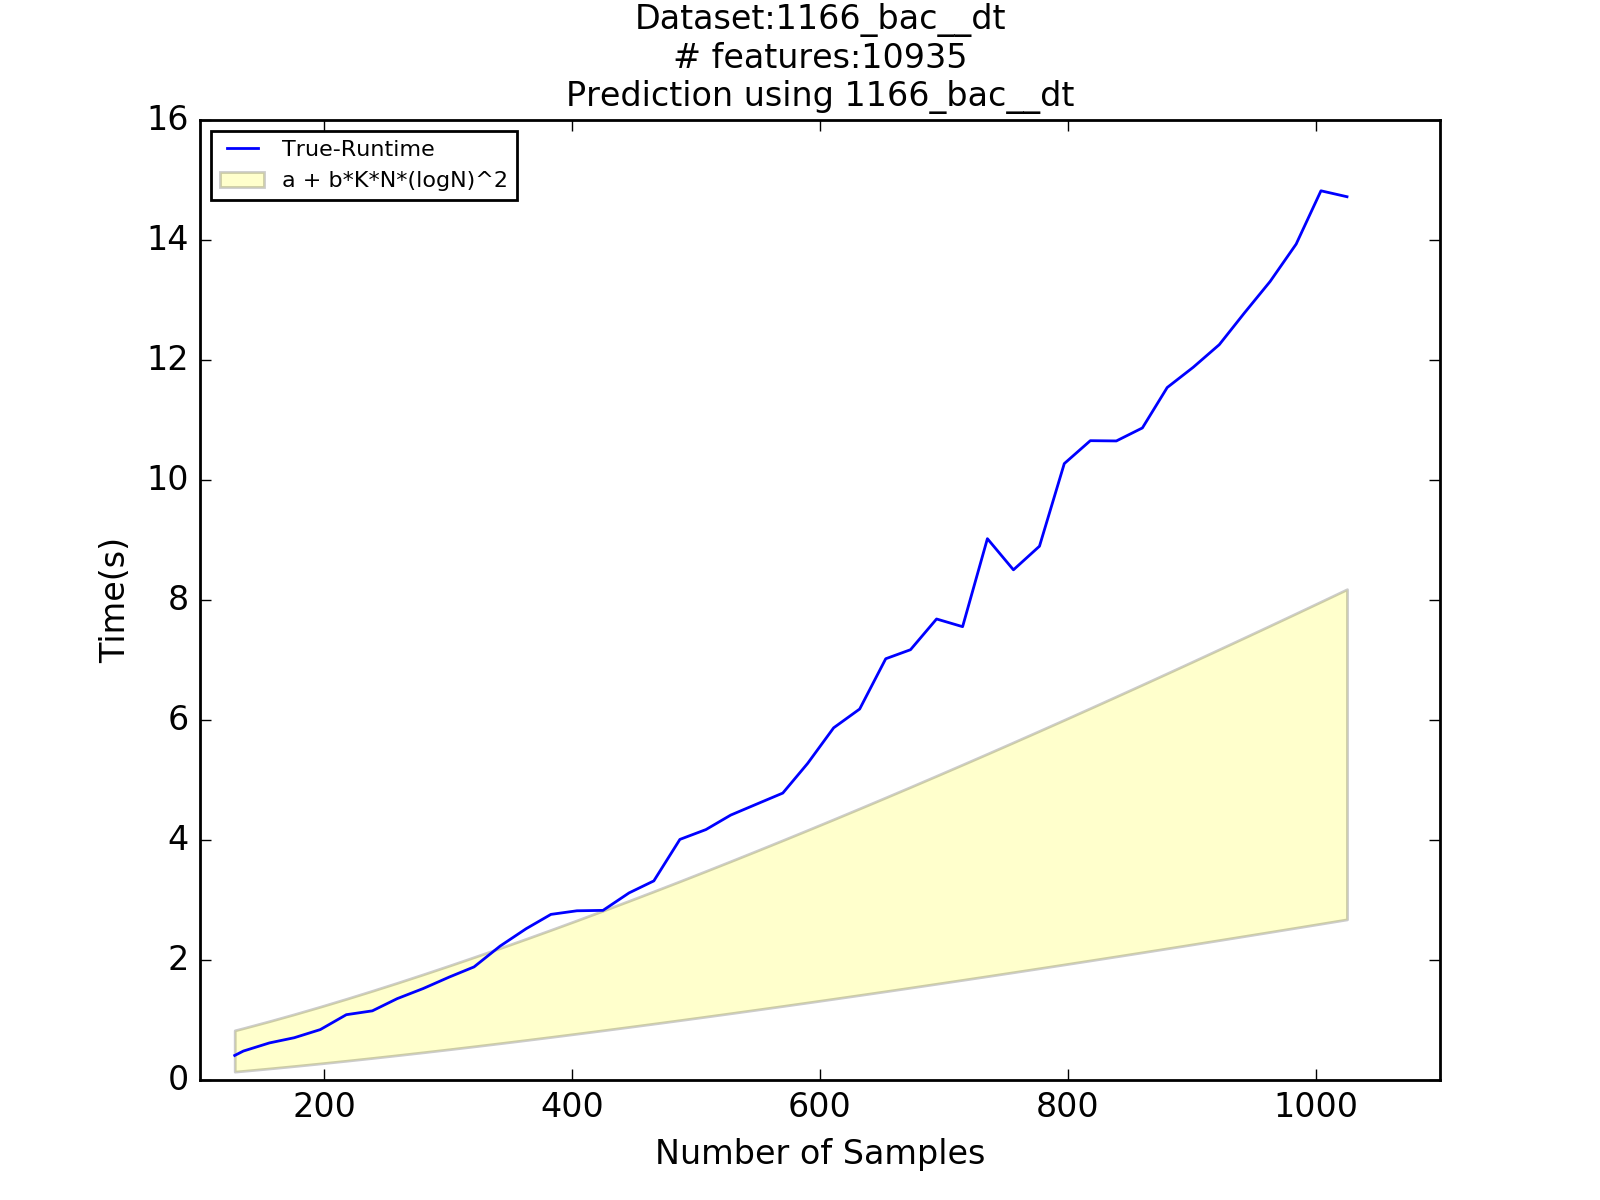 Dataset:1166_bac__dt
# features:10935
Prediction using 1166_bac__dt
16
14
12
10
8
6
4
2
0
True-Runtime
a + b*K*N*(logN)^2
Time(s)
200 400 600 800 1000
Number of Samples